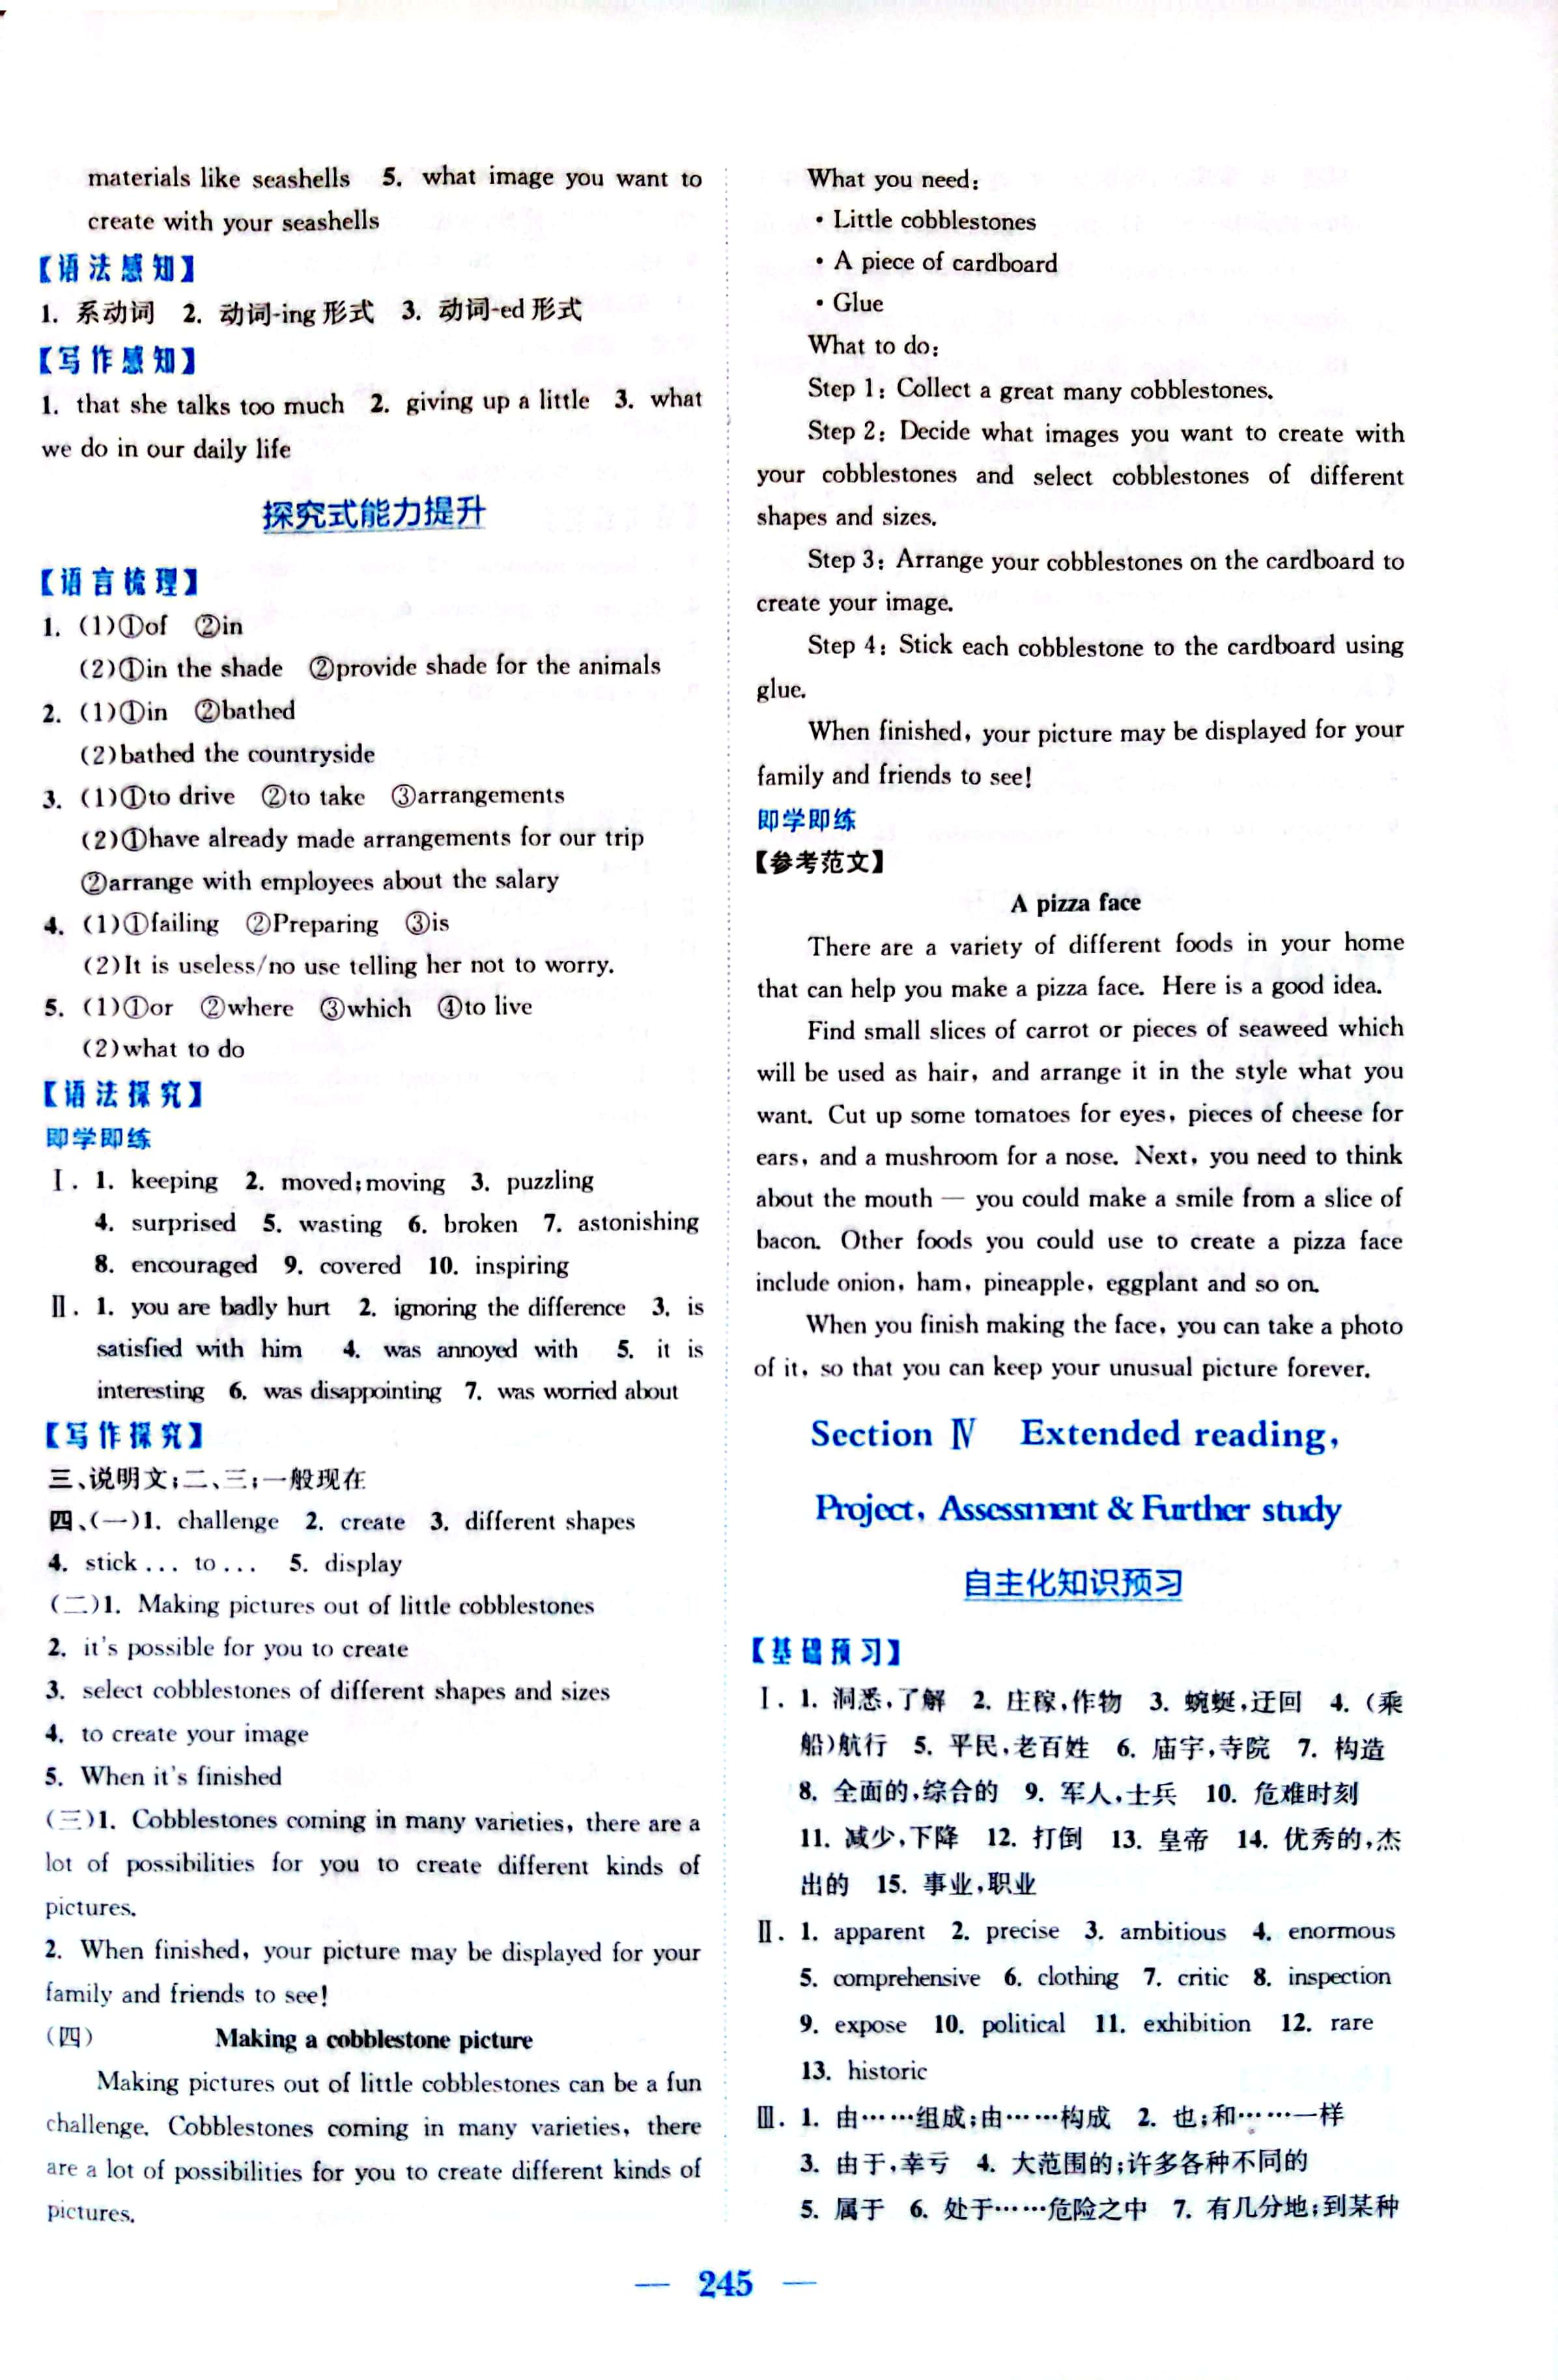 materials like seashells 5. what image you want to
create with your seashells
【语法感知】
1. 系动词 2. 动词-ing 形式 3. 动词-ed 形式
【写作感知】
1. that she talks too much 2. giving up a little 3. what
we do in our daily life
探究式能力提升
【语言梳理】
1. (1)①of ②in
(2)①in the shade ②provide shade for the animals
2. (1)①in ②bathed
(2)bathed the countryside
3. (1)①to drive ②to take ③arrangements
(2)①have already made arrangements for our trip
②arrange with employees about the salary
4. (1)①failing ②Preparing ③is
(2)It is useless/no use telling her not to worry.
5. (1)①or ②where ③which ④to live
(2)what to do
【语法探究】
即学即练
Ⅰ. 1. keeping 2. moved;moving 3. puzzling
4. surprised 5. wasting 6. broken 7. astonishing
8. encouraged 9. covered 10. inspiring
Ⅱ. 1. you are badly hurt 2. ignoring the difference 3. is
satisfied with him 4. was annoyed with 5. it is
interesting 6. was disappointing 7. was worried about
【写作探究】
三、说明文;二、三;一般现在
四、(一)1. challenge 2. create 3. different shapes
4. stick ... to ... 5. display
(二)1. Making pictures out of little cobblestones
2. it's possible for you to create
3. select cobblestones of different shapes and sizes
4. to create your image
5. When it's finished
(三)1. Cobblestones coming in many varieties, there are a
lot of possibilities for you to create different kinds of
pictures.
2. When finished, your picture may be displayed for your
family and friends to see!
(四) Making a cobblestone picture
Making pictures out of little cobblestones can be a fun
challenge. Cobblestones coming in many varieties, there
are a lot of possibilities for you to create different kinds of
pictures.
What you need:
• Little cobblestones
• A piece of cardboard
• Glue
What to do:
Step 1: Collect a great many cobblestones.
Step 2: Decide what images you want to create with
your cobblestones and select cobblestones of different
shapes and sizes.
Step 3: Arrange your cobblestones on the cardboard to
create your image.
Step 4: Stick each cobblestone to the cardboard using
glue.
When finished, your picture may be displayed for your
family and friends to see!
即学即练
【参考范文】
A pizza face
There are a variety of different foods in your home
that can help you make a pizza face. Here is a good idea.
Find small slices of carrot or pieces of seaweed which
will be used as hair, and arrange it in the style what you
want. Cut up some tomatoes for eyes, pieces of cheese for
ears, and a mushroom for a nose. Next, you need to think
about the mouth — you could make a smile from a slice of
bacon. Other foods you could use to create a pizza face
include onion, ham, pineapple, eggplant and so on.
When you finish making the face, you can take a photo
of it, so that you can keep your unusual picture forever.
Section Ⅳ Extended reading,
Project, Assessment & Further study
自主化知识预习
【基础预习】
Ⅰ. 1. 洞悉,了解 2. 庄稼,作物 3. 蜿蜒,迂回 4. (乘
船)航行 5. 平民,老百姓 6. 庙宇,寺院 7. 构造
8. 全面的,综合的 9. 军人,士兵 10. 危难时刻
11. 减少,下降 12. 打倒 13. 皇帝 14. 优秀的,杰
出的 15. 事业,职业
Ⅱ. 1. apparent 2. precise 3. ambitious 4. enormous
5. comprehensive 6. clothing 7. critic 8. inspection
9. expose 10. political 11. exhibition 12. rare
13. historic
Ⅲ. 1. 由……组成;由……构成 2. 也;和……一样
3. 由于,幸亏 4. 大范围的;许多各种不同的
5. 属于 6. 处于……危险之中 7. 有几分地;到某种
— 245 —